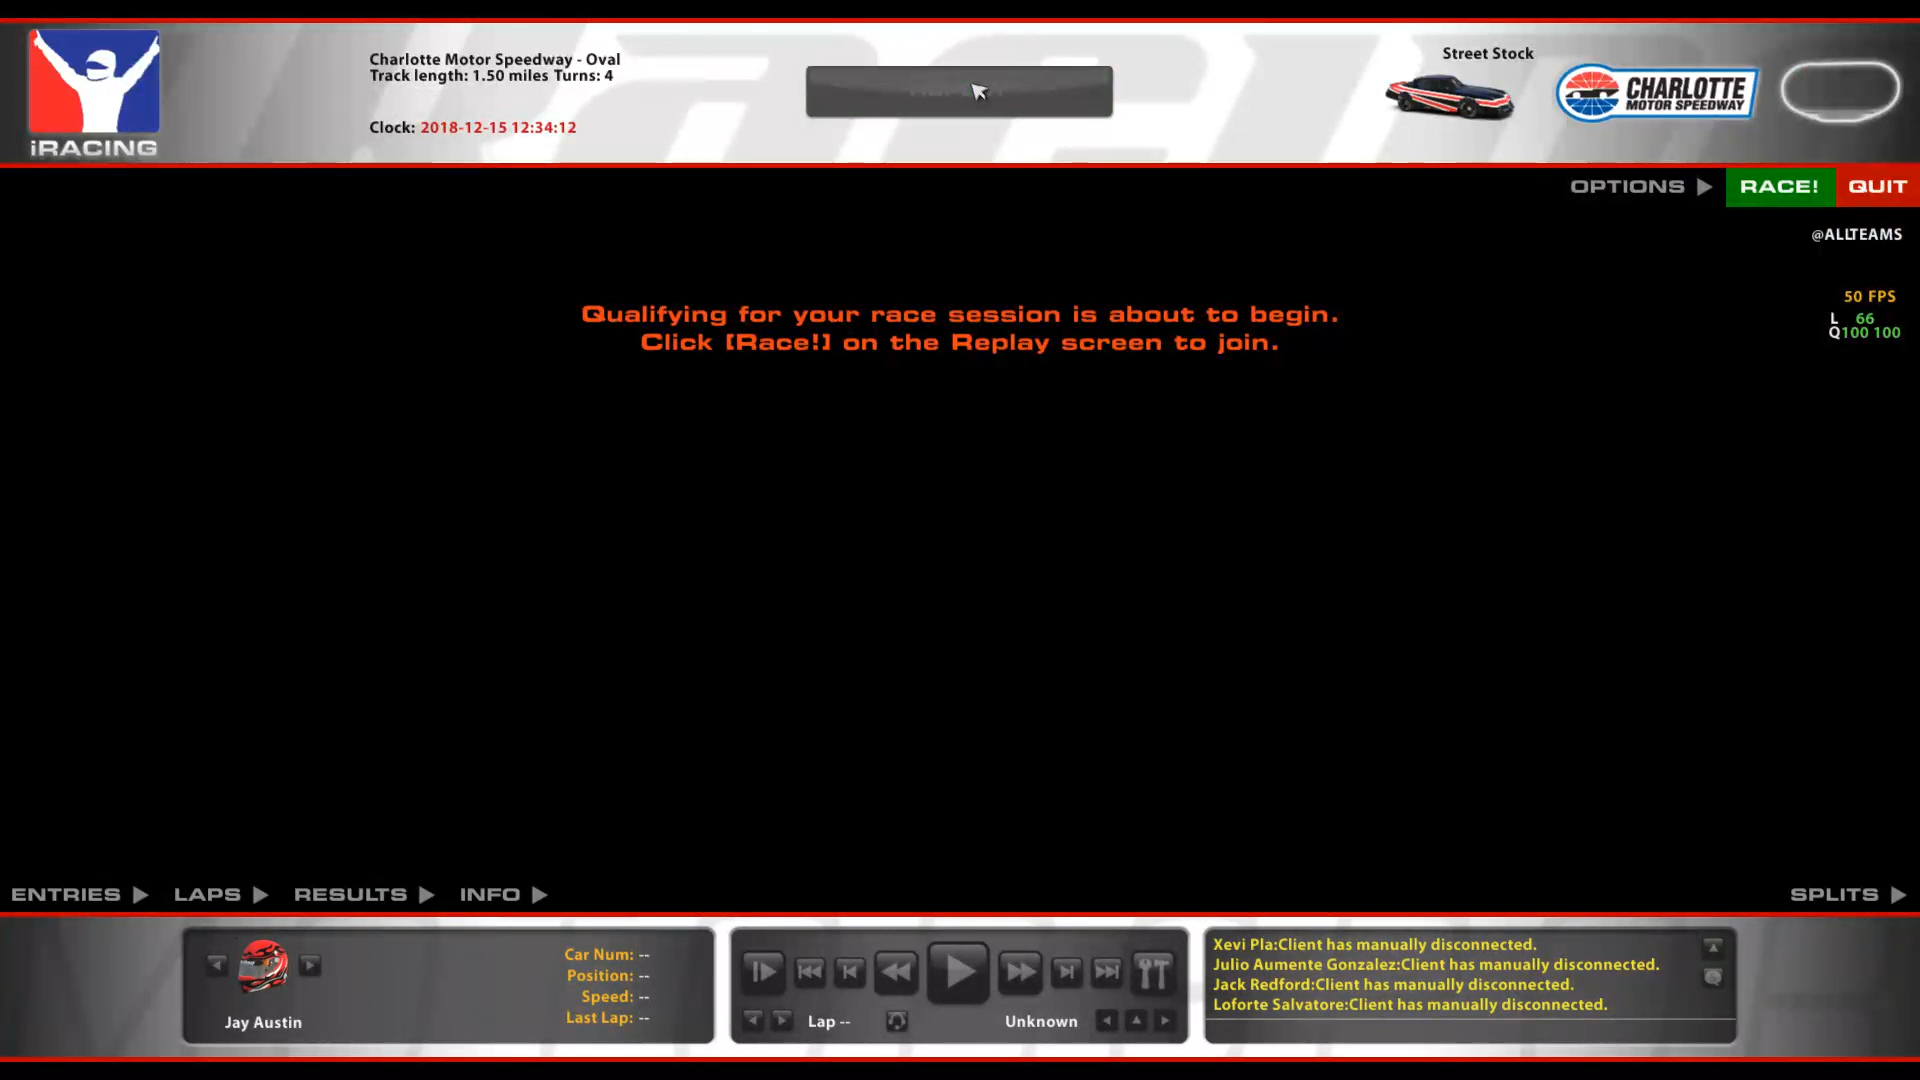 iRACING
Charlotte Motor Speedway - Oval
Track length: 1.50 miles Turns: 4
Clock: 2018-12-15 12:34:12
Street Stock
CHARLOTTE
MOTOR SPEEDWAY
OPTIONS
RACE!
QUIT
@ALLTEAMS
50 FPS
L 66
Q100 100
Qualifying for your race session is about to begin.
Click [Race!] on the Replay screen to join.
ENTRIES
LAPS
RESULTS
INFO
SPLITS
Jay Austin
Car Num: --
Position: --
Speed: --
Last Lap: --
Lap --
Unknown
Xevi Pla:Client has manually disconnected.
Julio Aumente Gonzalez:Client has manually disconnected.
Jack Redford:Client has manually disconnected.
Loforte Salvatore:Client has manually disconnected.